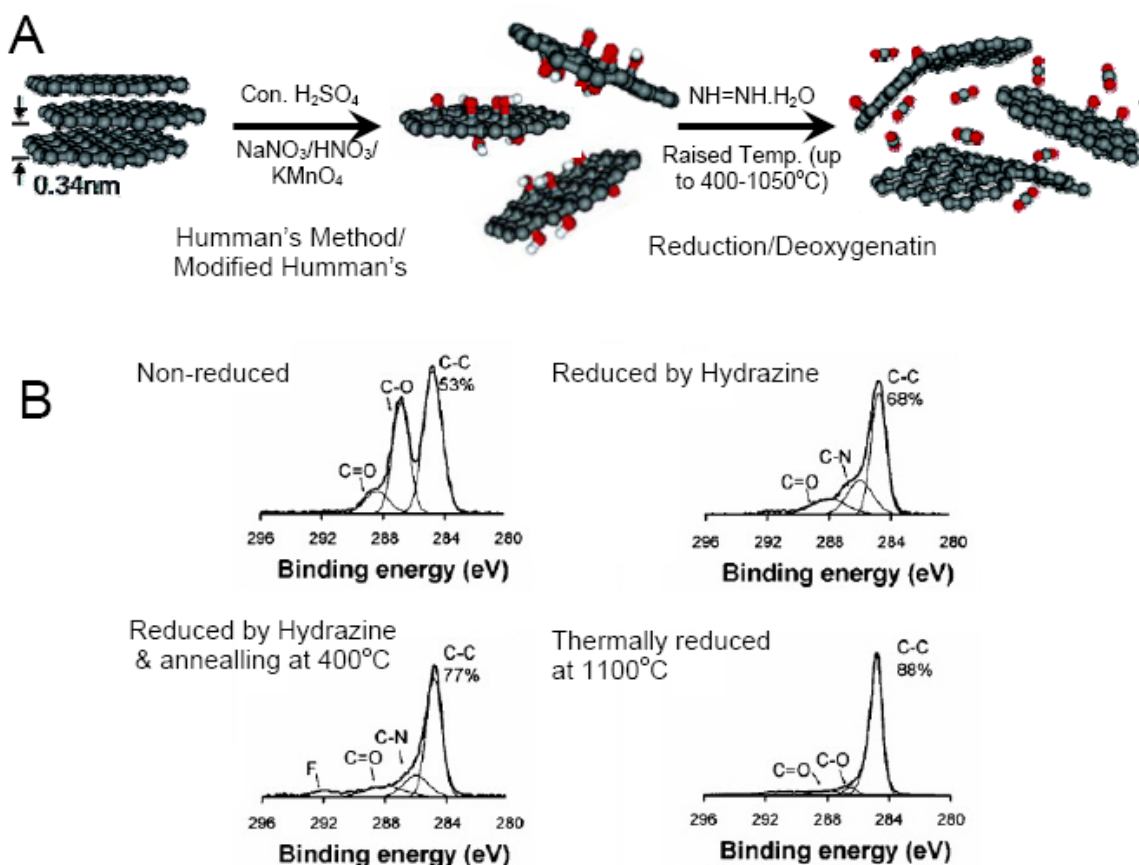 A
0.34nm
Con. H₂SO₄
NaNO₃/HNO₃/
KMnO₄
Humman's Method/
Modified Humman's
NH=NH.H₂O
Raised Temp. (up
to 400-1050°C)
Reduction/Deoxygenatin
B
Non-reduced
C=O
C-O
C-C
53%
296 292 288 284 280
Binding energy (eV)
Reduced by Hydrazine
C=O
C-N
C-C
68%
296 292 288 284 280
Binding energy (eV)
Reduced by Hydrazine
& annealling at 400°C
F
C=O
C-N
C-C
77%
296 292 288 284 280
Binding energy (eV)
Thermally reduced
at 1100°C
C=O
C-O
C-C
88%
296 292 288 284 280
Binding energy (eV)